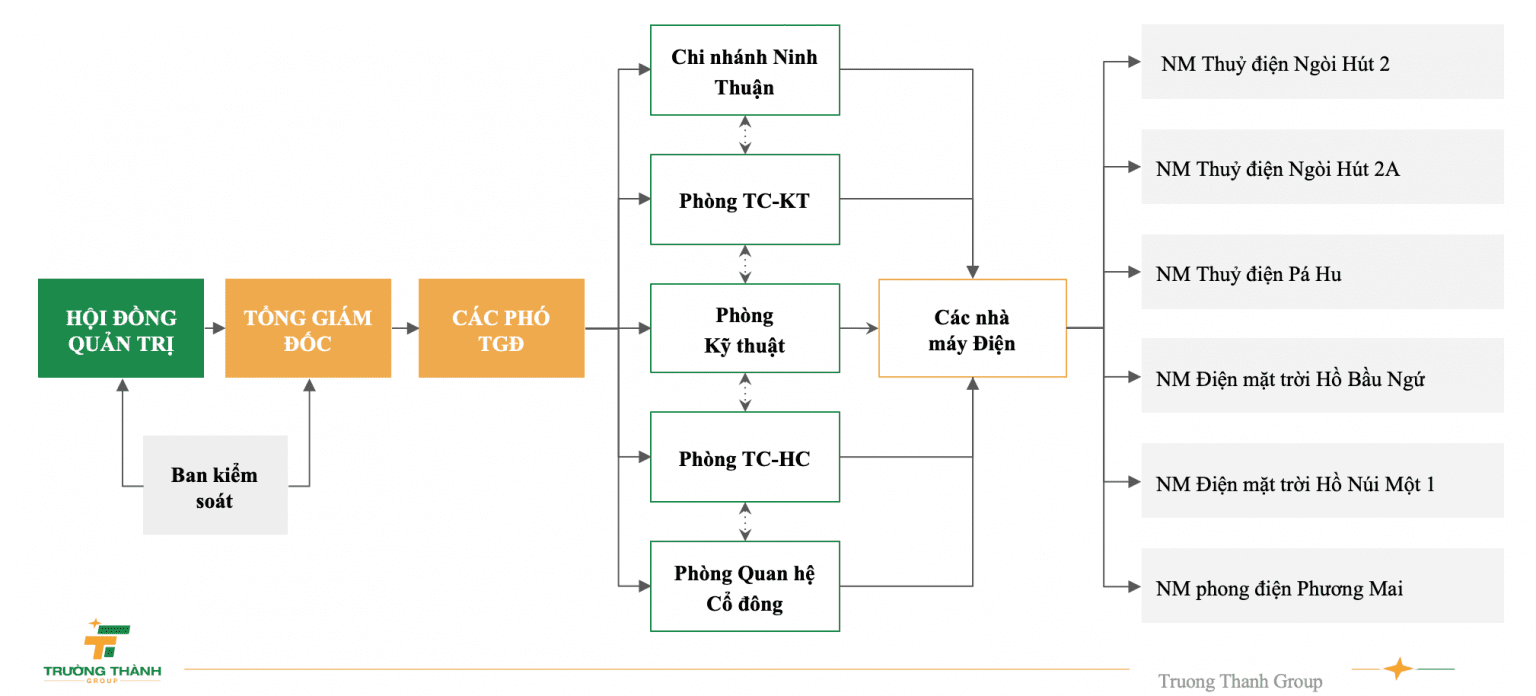 HỘI ĐỒNG
QUẢN TRỊ
TỔNG GIÁM
ĐỐC
CÁC PHÓ
TGĐ
Ban kiểm
soát
Chi nhánh Ninh
Thuận
Phòng TC-KT
Phòng
Kỹ thuật
Phòng TC-HC
Phòng Quan hệ
Cổ đông
Các nhà
máy Điện
NM Thuỷ điện Ngòi Hút 2
NM Thuỷ điện Ngòi Hút 2A
NM Thuỷ điện Pá Hu
NM Điện mặt trời Hồ Bầu Ngứ
NM Điện mặt trời Hồ Núi Một 1
NM phong điện Phương Mai
TRƯỜNG THÀNH
GROUP
Truong Thanh Group